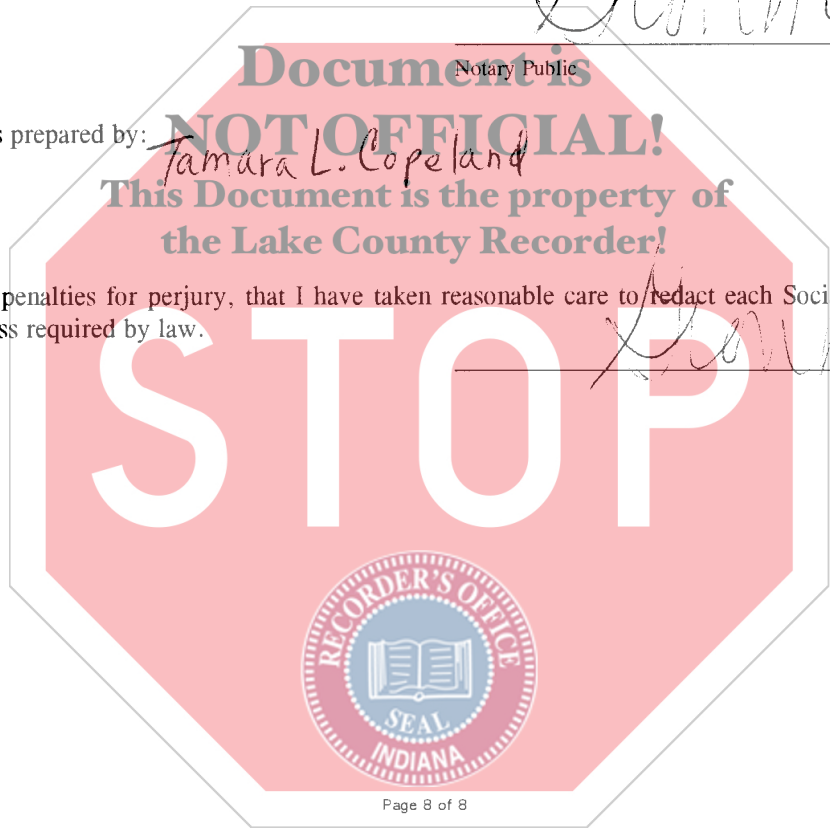 Document is
Notary Public
NOT OFFICIAL!
s prepared by: Tamara L. Copeland
This Document is the property of
the Lake County Recorder!
penalties for perjury, that I have taken reasonable care to redact each Soci
ss required by law.
STOP
RECORDER'S OFFICE
SEAL
INDIANA
Page 8 of 8